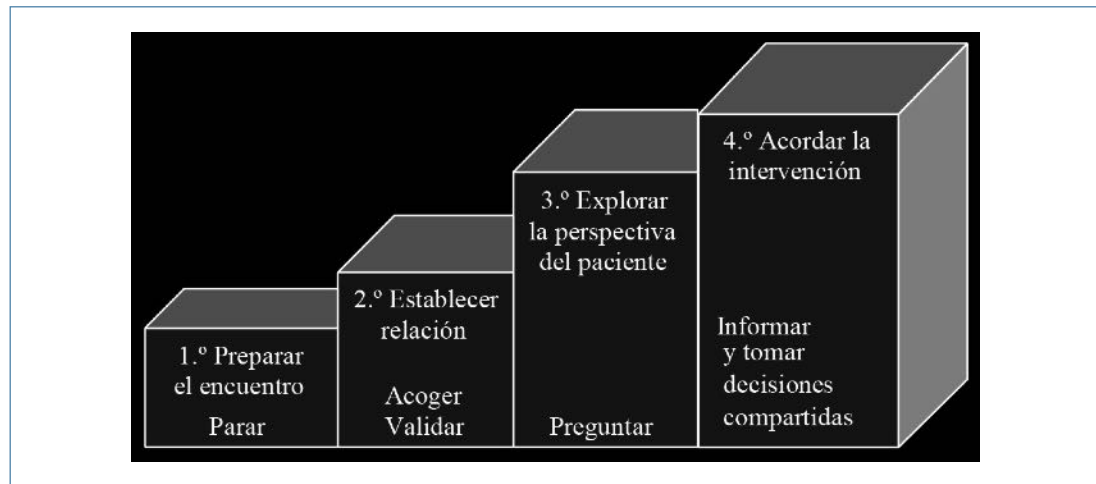 1.º Preparar
el encuentro
Parar
2.º Establecer
relación
Acoger
Validar
3.º Explorar
la perspectiva
del paciente
Preguntar
4.º Acordar la
intervención
Informar
y tomar
decisiones
compartidas